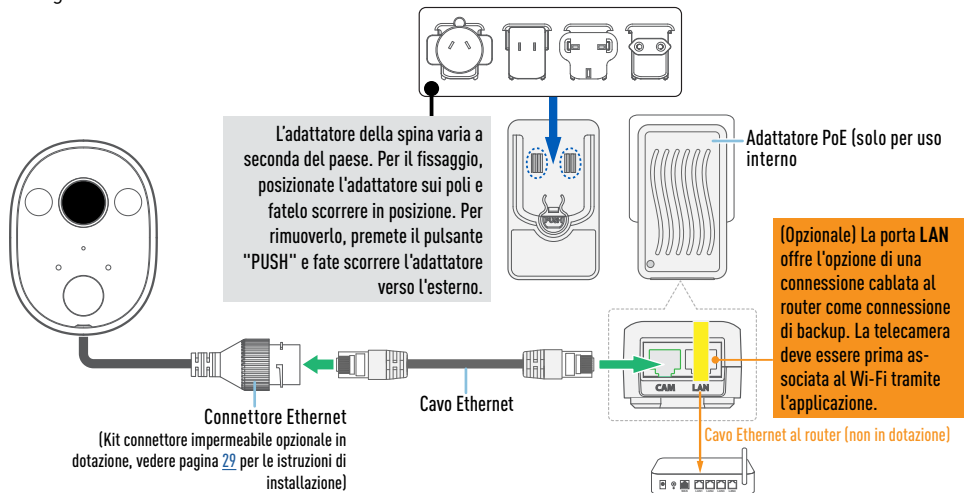 L'adattatore della spina varia a
seconda del paese. Per il fissaggio,
posizionate l'adattatore sui poli e
fatelo scorrere in posizione. Per
rimuoverlo, premete il pulsante
"PUSH" e fate scorrere l'adattatore
verso l'esterno.
PUSH
Adattatore PoE (solo per uso
interno
(Opzionale) La porta LAN
offre l'opzione di una
connessione cablata al
router come connessione
di backup. La telecamera
deve essere prima as-
sociata al Wi-Fi tramite
l'applicazione.
CAM LAN
Connettore Ethernet
(Kit connettore impermeabile opzionale in
dotazione, vedere pagina 29 per le istruzioni di
installazione)
Cavo Ethernet
Cavo Ethernet al router (non in dotazione)